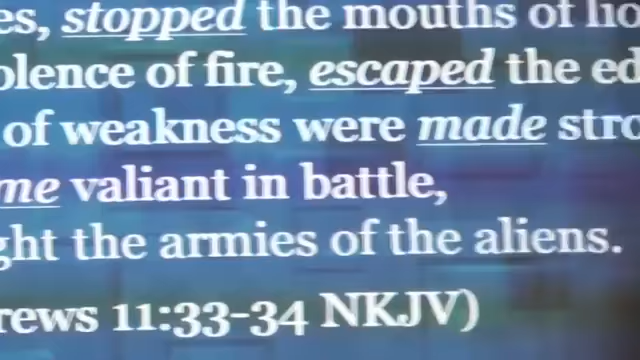 es, stopped the mouths of lio
olence of fire, escaped the ed
of weakness were made stro
me valiant in battle,
ght the armies of the aliens.
rews 11:33-34 NKJV)